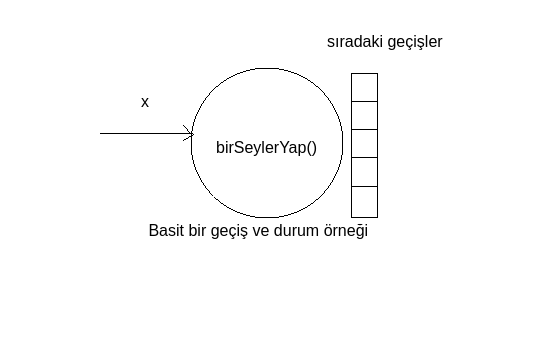 sıradaki geçişler
x
birSeylerYap()
Basit bir geçiş ve durum örneği